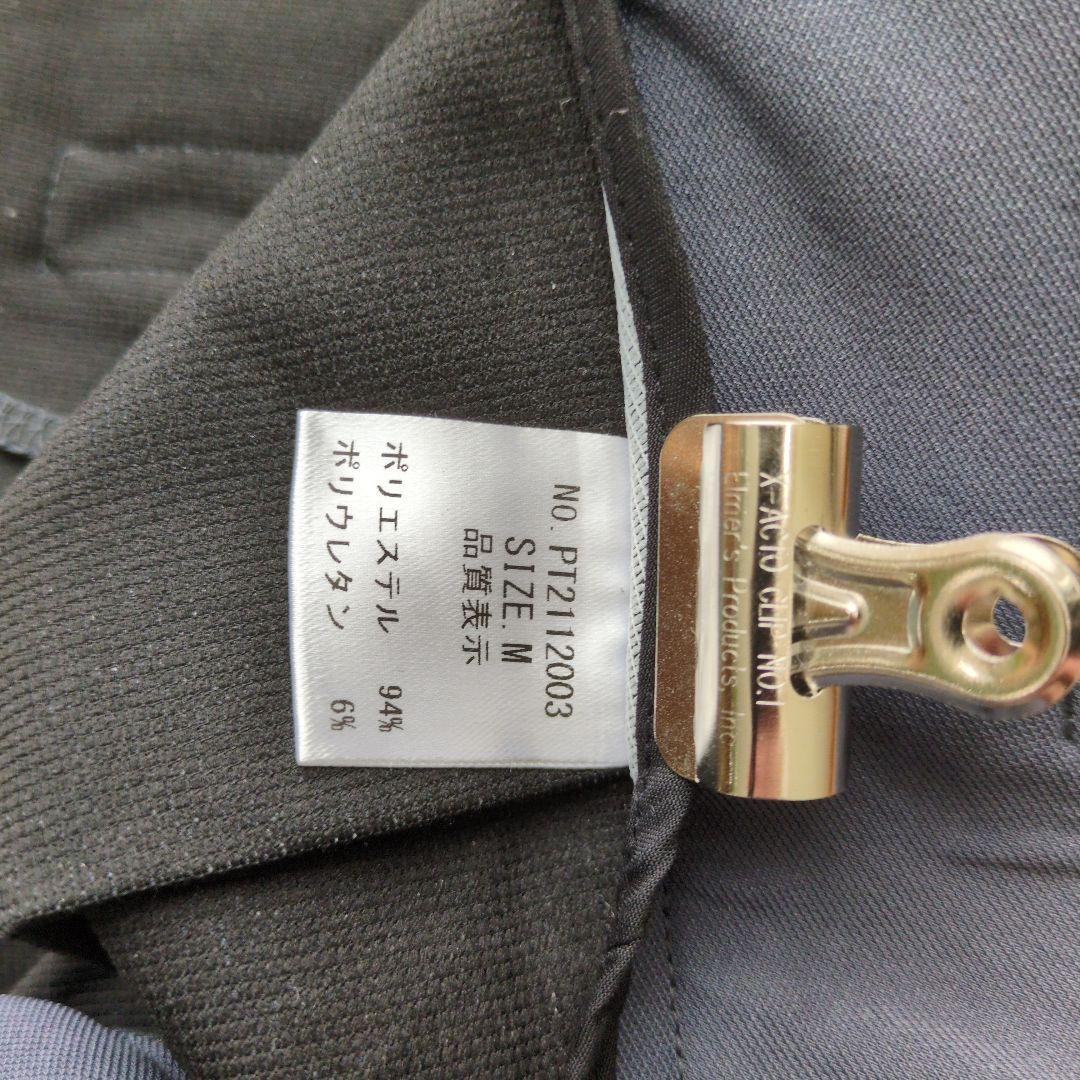 NO. PT2112003
SIZE. M
品質表示
ポリエステル 94%
ポリウレタン 6%
X-ACTO CLIP NO.1
Elmer's Products, Inc.